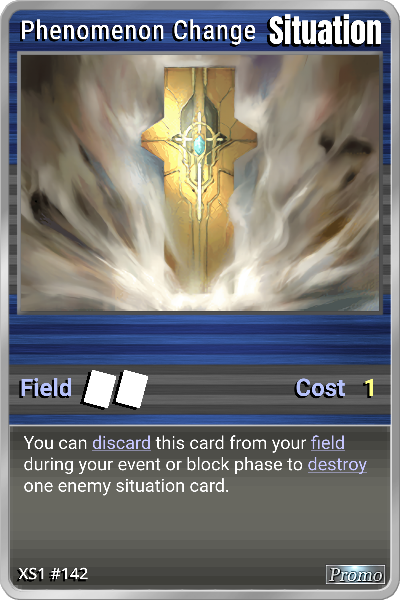 Phenomenon Change Situation
Field Cost 1
You can discard this card from your field
during your event or block phase to destroy
one enemy situation card.
XS1 #142 Promo